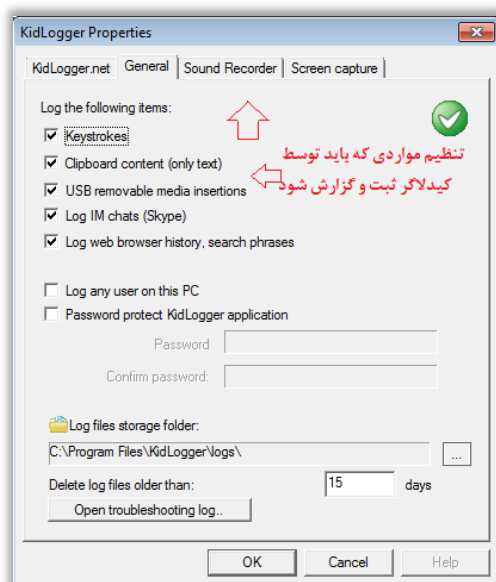 KidLogger Properties
KidLogger.net General Sound Recorder Screen capture
Log the following items:
Keystrokes
تنظیم مواردی که باید توسط
Clipboard content (only text)
کیدلاگر ثبت و گزارش شود
USB removable media insertions
Log IM chats (Skype)
Log web browser history, search phrases
Log any user on this PC
Password protect KidLogger application
Password
Confirm password:
Log files storage folder:
C:\Program Files\KidLogger\logs\
...
Delete log files older than: 15 days
Open troubleshooting log..
OK Cancel Help